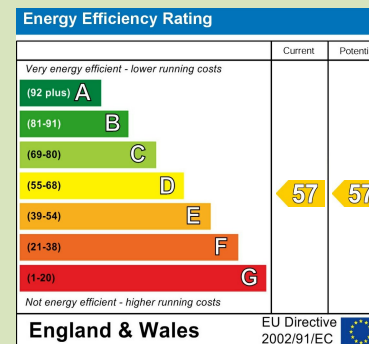 Energy Efficiency Rating
Current Potenti
Very energy efficient - lower running costs
(92 plus) A
(81-91) B
(69-80) C
(55-68) D
57 57
(39-54) E
(21-38) F
(1-20) G
Not energy efficient - higher running costs
England & Wales
EU Directive
2002/91/EC